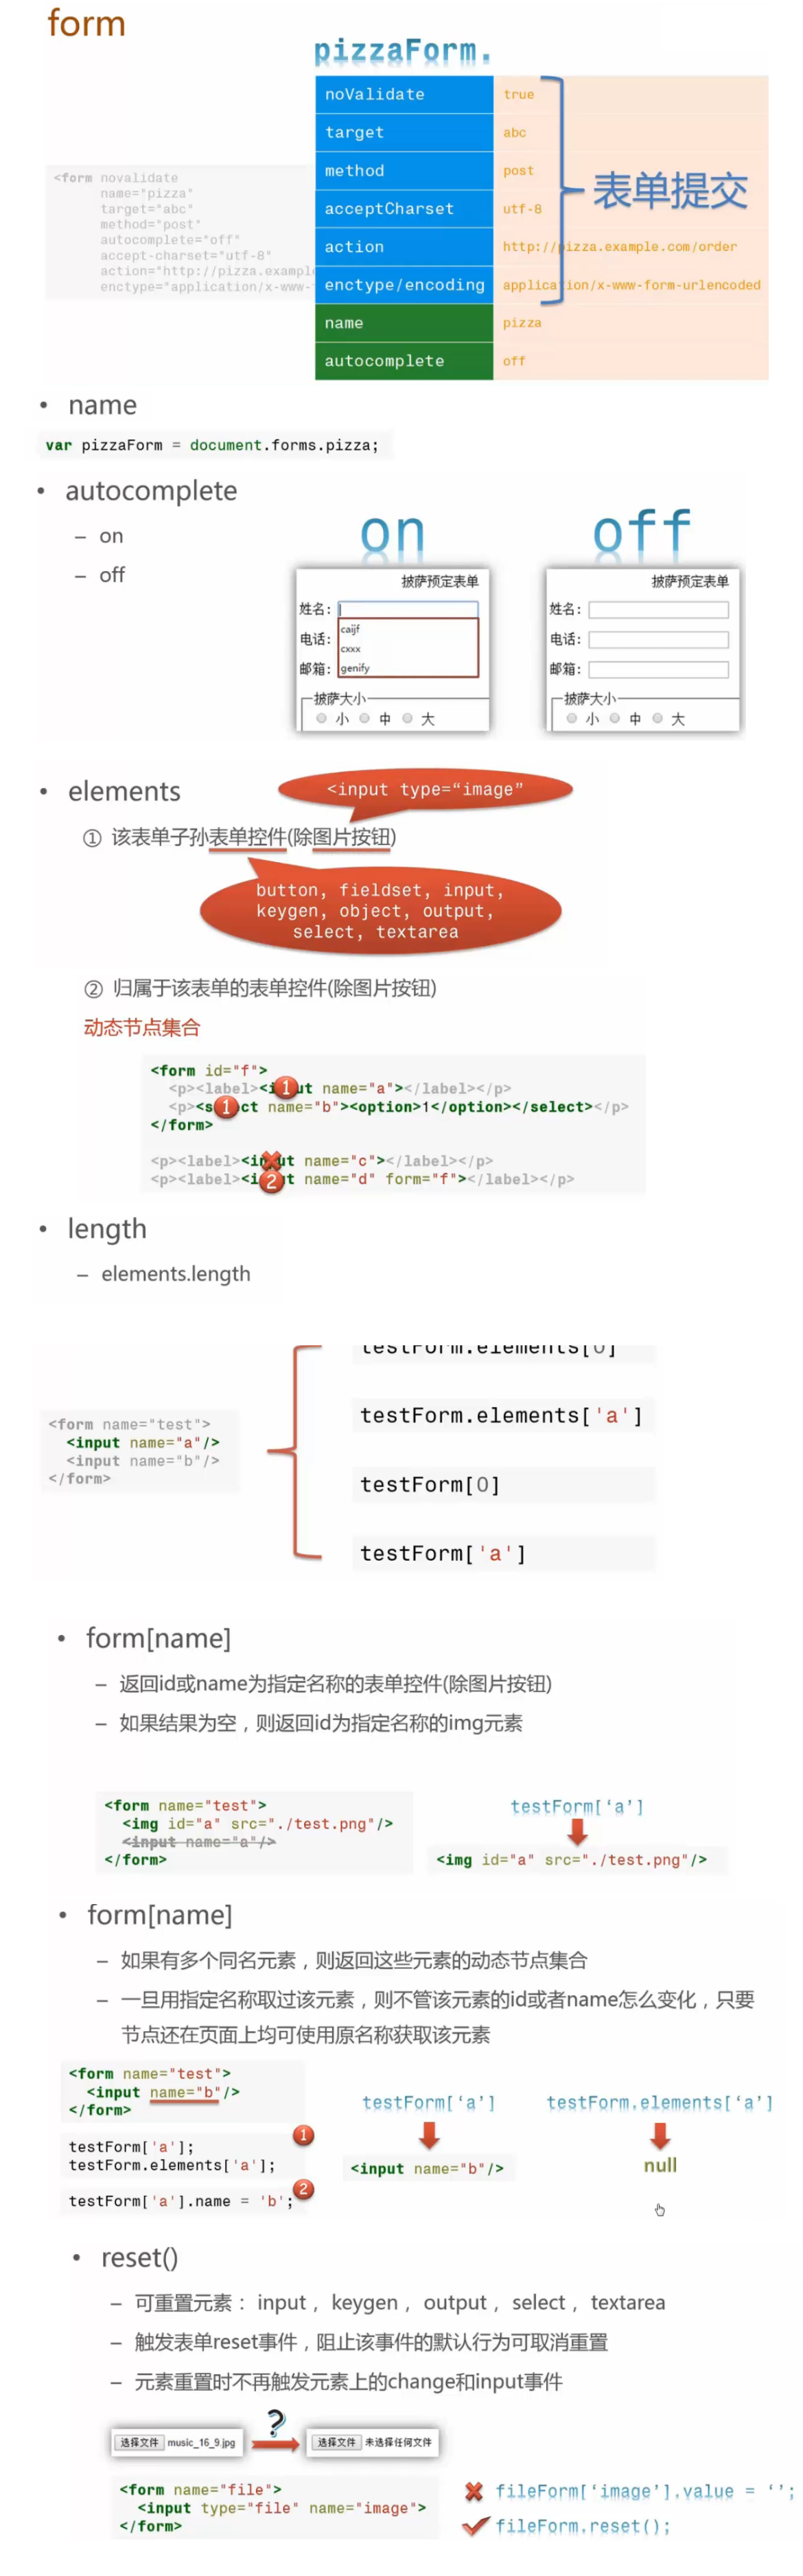 form
pizzaForm.
noValidate true
target abc
method post
acceptCharset utf-8
action http://pizza.example.com/order
enctype/encoding application/x-www-form-urlencoded
name pizza
autocomplete off
表单提交
<form novalidate
name="pizza"
target="abc"
method="post"
autocomplete="off"
accept-charset="utf-8"
action="http://pizza.exampl
enctype="application/x-www-
• name
var pizzaForm = document.forms.pizza;
• autocomplete
– on
– off
on
披萨预定表单
姓名:
caijf
电话:
cxxx
邮箱: genify
披萨大小
小 中 大
off
披萨预定表单
姓名:
电话:
邮箱:
披萨大小
小 中 大
• elements
<input type=“image”
① 该表单子孙表单控件(除图片按钮)
button, fieldset, input,
keygen, object, output,
select, textarea
② 归属于该表单的表单控件(除图片按钮)
动态节点集合
<form id="f">
<p><label><i 1 ut name="a"></label></p>
<p><s 1 ct name="b"><option>1</option></select></p>
</form>
<p><label><in ut name="c"></label></p>
<p><label><i 2 ut name="d" form="f"></label></p>
• length
– elements.length
<form name="test">
<input name="a"/>
<input name="b"/>
</form>
testForm.elements[0]
testForm.elements['a']
testForm[0]
testForm['a']
• form[name]
– 返回id或name为指定名称的表单控件(除图片按钮)
– 如果结果为空，则返回id为指定名称的img元素
<form name="test">
<img id="a" src="./test.png"/>
<input name="a"/>
</form>
testForm[‘a’]
<img id="a" src="./test.png"/>
• form[name]
– 如果有多个同名元素，则返回这些元素的动态节点集合
– 一旦用指定名称取过该元素，则不管该元素的id或者name怎么变化，只要
节点还在页面上均可使用原名称获取该元素
<form name="test">
<input name="b"/>
</form>
1
testForm['a'];
testForm.elements['a'];
2
testForm['a'].name = 'b';
testForm[‘a’]
<input name="b"/>
testForm.elements[‘a’]
null
• reset()
– 可重置元素： input， keygen， output， select， textarea
– 触发表单reset事件，阻止该事件的默认行为可取消重置
– 元素重置时不再触发元素上的change和input事件
选择文件 music_16_9.jpg
?
选择文件 未选择任何文件
<form name="file">
<input type="file" name="image">
</form>
fileForm[‘image’].value = ‘’;
fileForm.reset();